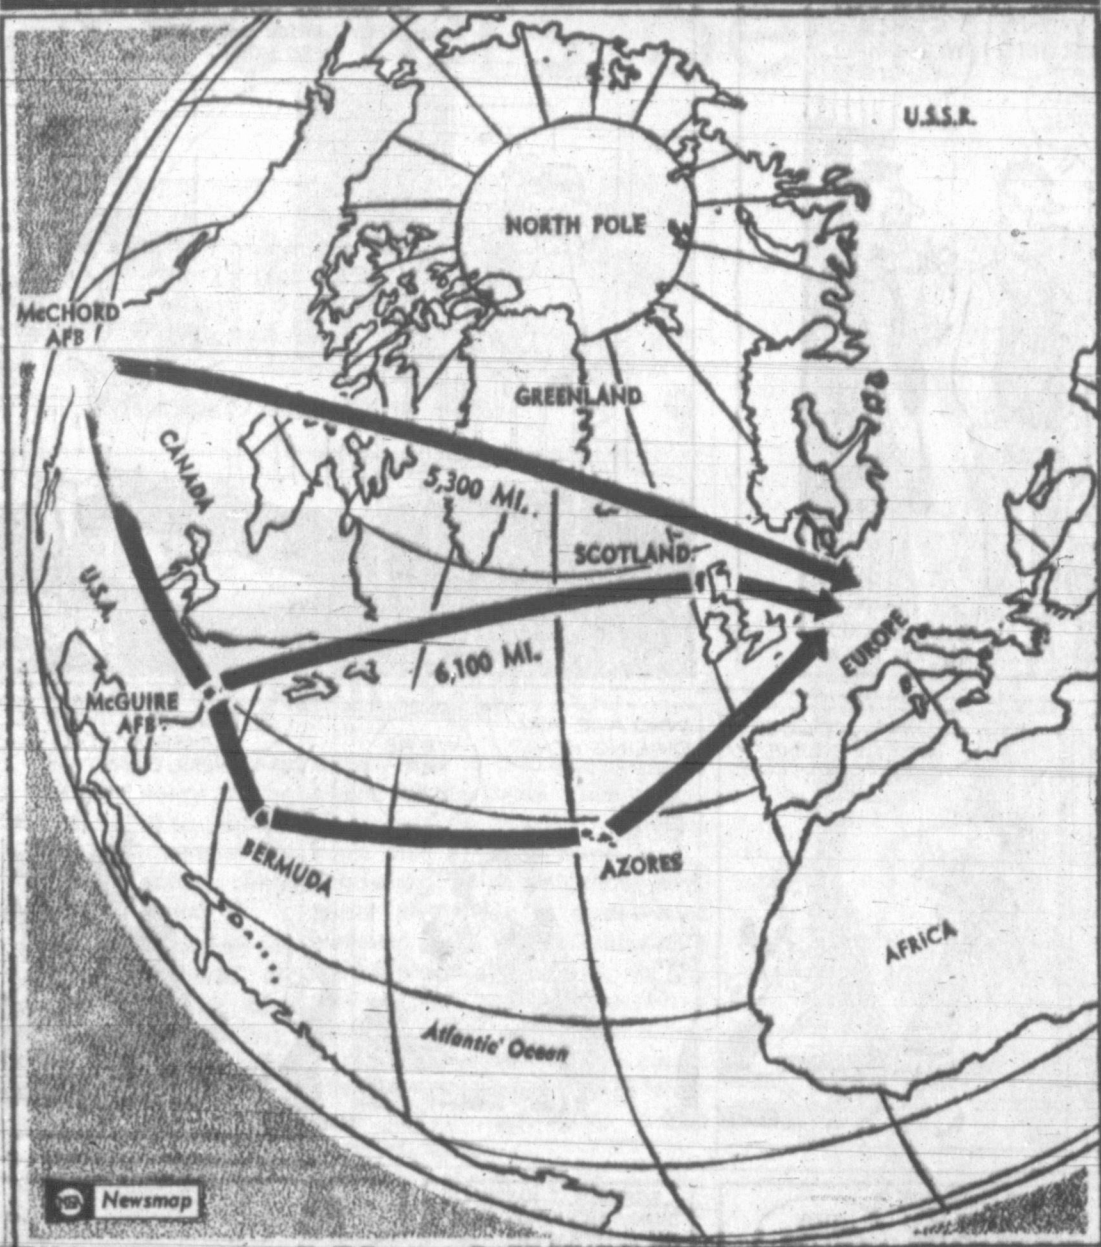 U.S.S.R.
NORTH POLE
McCHORD
AFB
GREENLAND
CANADA
5,300 MI.
SCOTLAND
U.S.A.
EUROPE
6,100 MI.
McGUIRE
AFB
BERMUDA
AZORES
AFRICA
Atlantic Ocean
NEA Newsmap